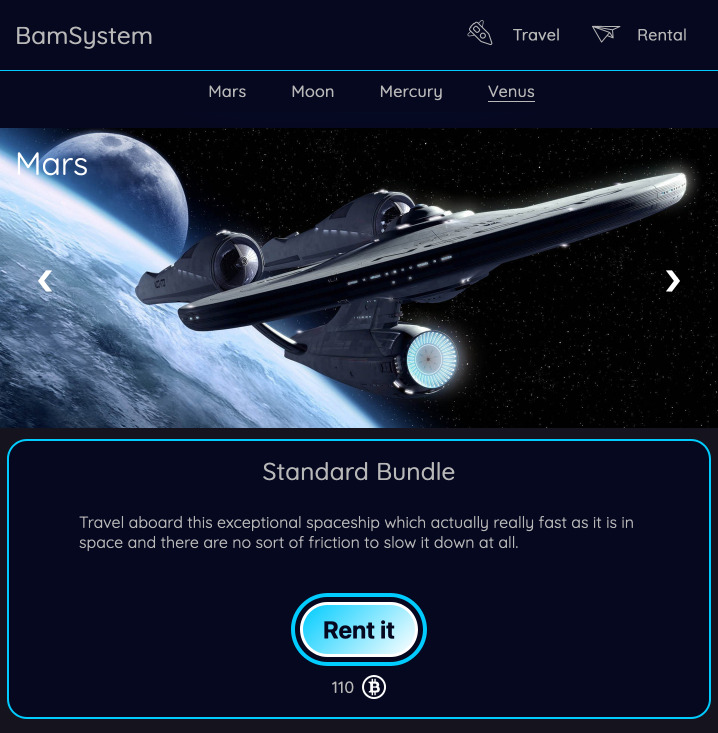 BamSystem
Travel
Rental
Mars
Moon
Mercury
Venus
Mars
Standard Bundle
Travel aboard this exceptional spaceship which actually really fast as it is in
space and there are no sort of friction to slow it down at all.
Rent it
110